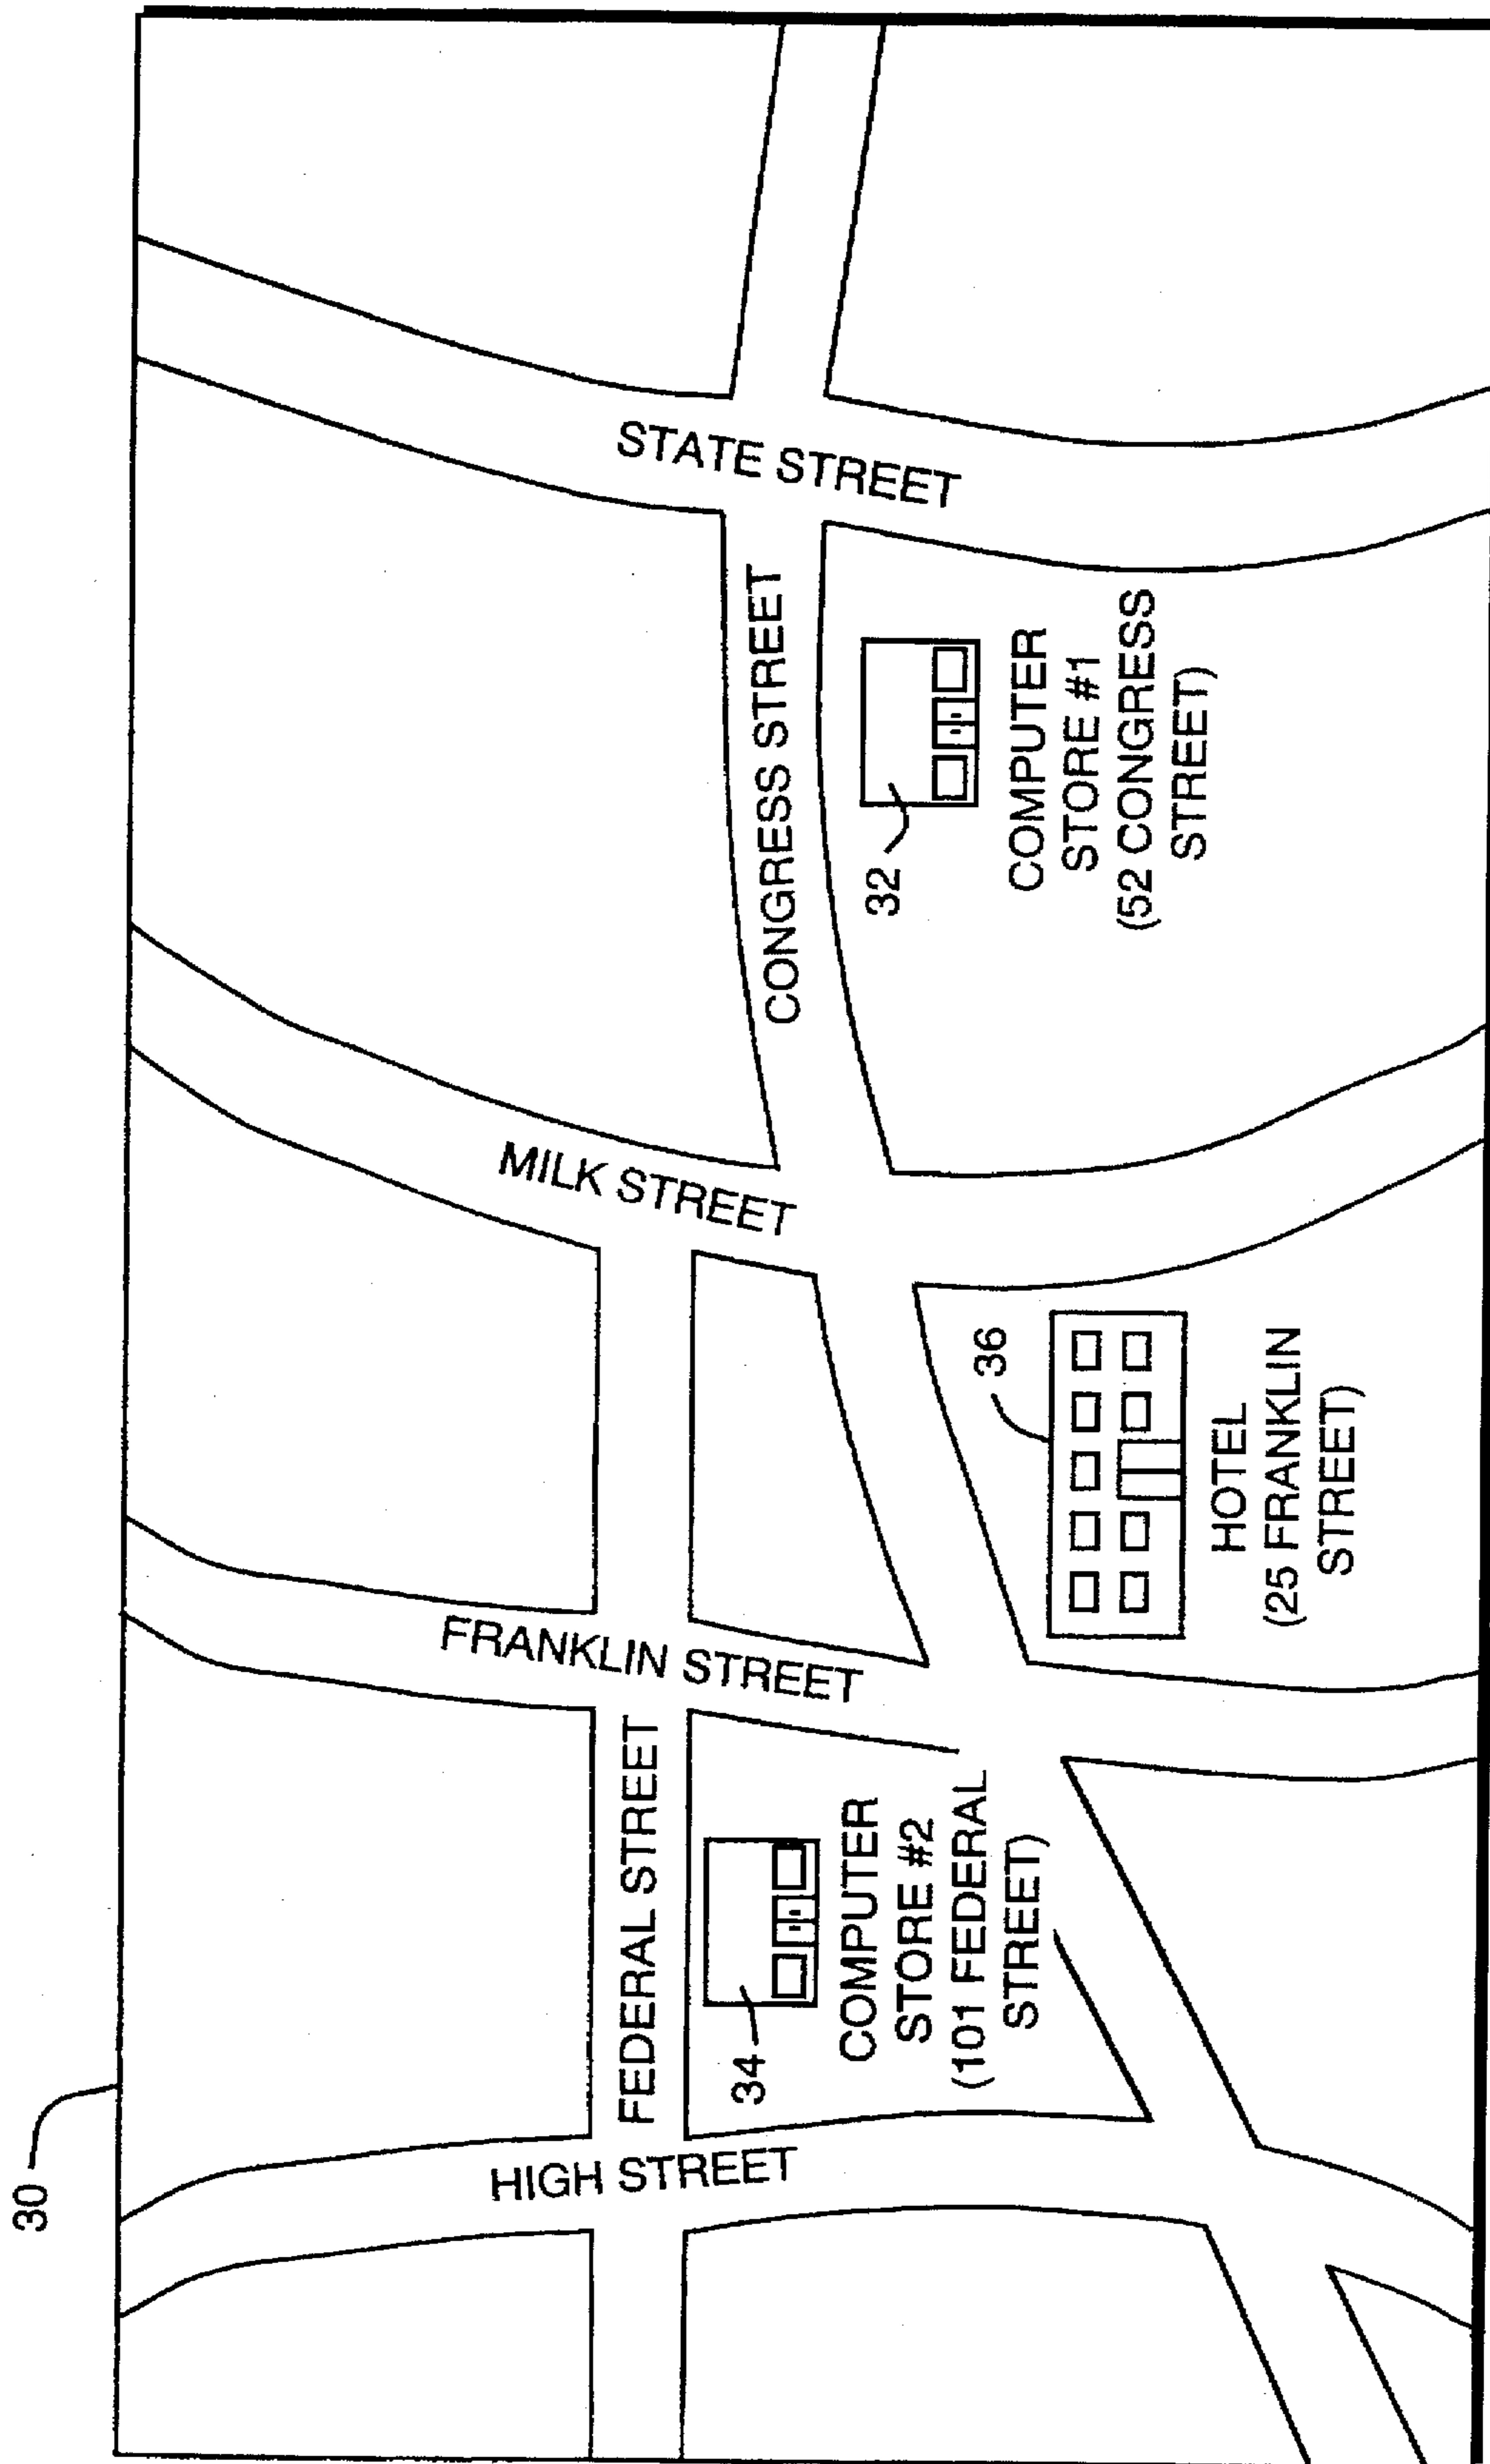 30
HIGH STREET
FEDERAL STREET
34
COMPUTER
STORE #2
(101 FEDERAL
STREET)
FRANKLIN STREET
36
HOTEL
(25 FRANKLIN
STREET)
MILK STREET
CONGRESS STREET
32
COMPUTER
STORE #1
(52 CONGRESS
STREET)
STATE STREET